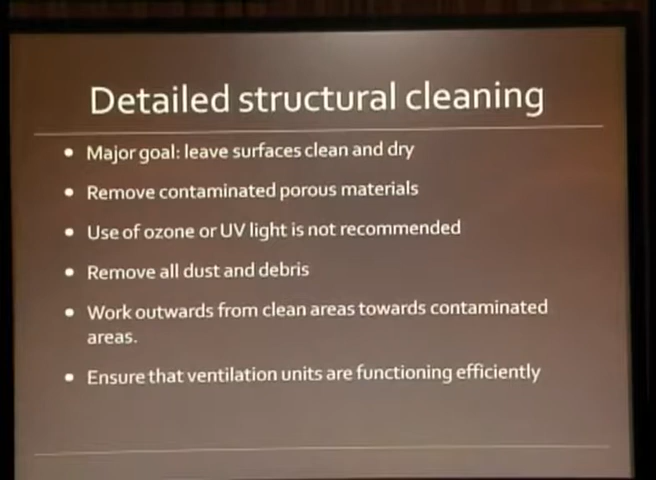 Detailed structural cleaning
• Major goal: leave surfaces clean and dry
• Remove contaminated porous materials
• Use of ozone or UV light is not recommended
• Remove all dust and debris
• Work outwards from clean areas towards contaminated
areas.
• Ensure that ventilation units are functioning efficiently